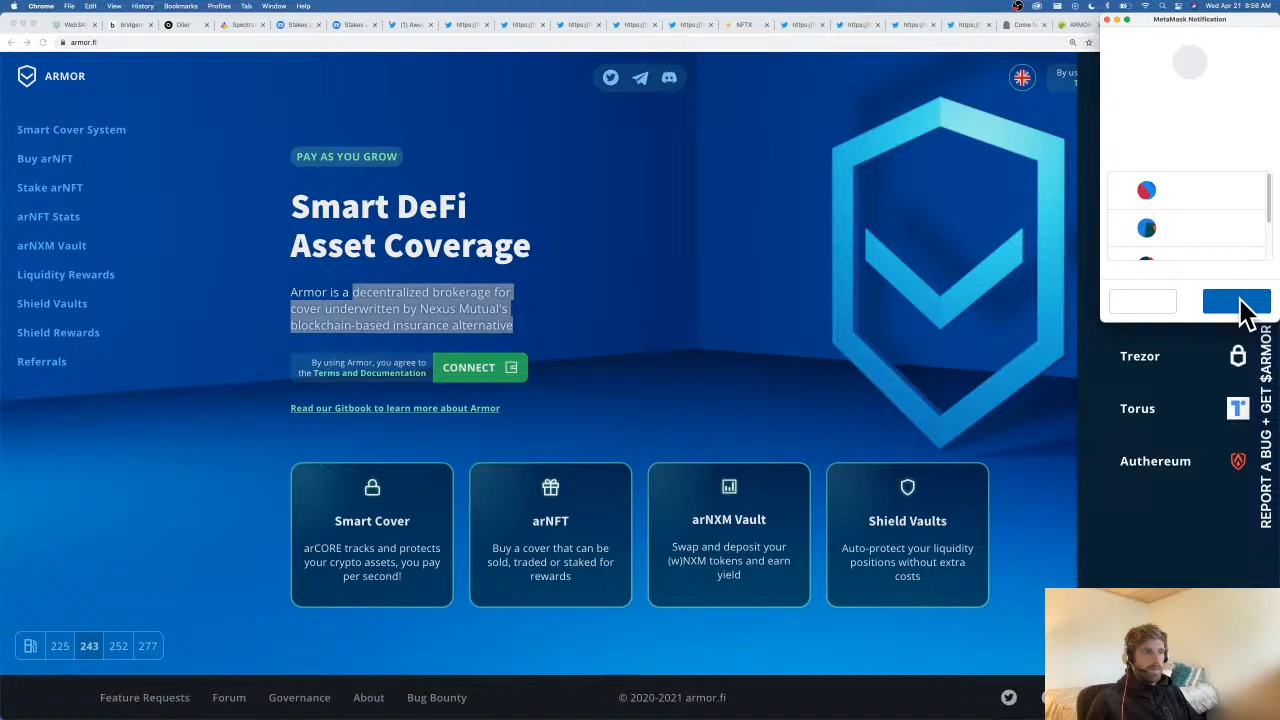 Chrome File Edit View History Bookmarks Profiles Tab Window Help
Wed Apr 21 8:56 AM
MetaMask Notification
armor.fi
ARMOR
By us
Smart Cover System
Buy arNFT
Stake arNFT
arNFT Stats
arNXM Vault
Liquidity Rewards
Shield Vaults
Shield Rewards
Referrals
PAY AS YOU GROW
Smart DeFi
Asset Coverage
Armor is a decentralized brokerage for
cover underwritten by Nexus Mutual's
blockchain-based insurance alternative
By using Armor, you agree to
the Terms and Documentation
CONNECT
Read our Gitbook to learn more about Armor
Smart Cover
arCORE tracks and protects
your crypto assets, you pay
per second!
arNFT
Buy a cover that can be
sold, traded or staked for
rewards
arNXM Vault
Swap and deposit your
(w)NXM tokens and earn
yield
Shield Vaults
Auto-protect your liquidity
positions without extra
costs
Trezor
Torus
Authereum
REPORT A BUG + GET $ARMOR
225 243 252 277
Feature Requests Forum Governance About Bug Bounty
© 2020-2021 armor.fi